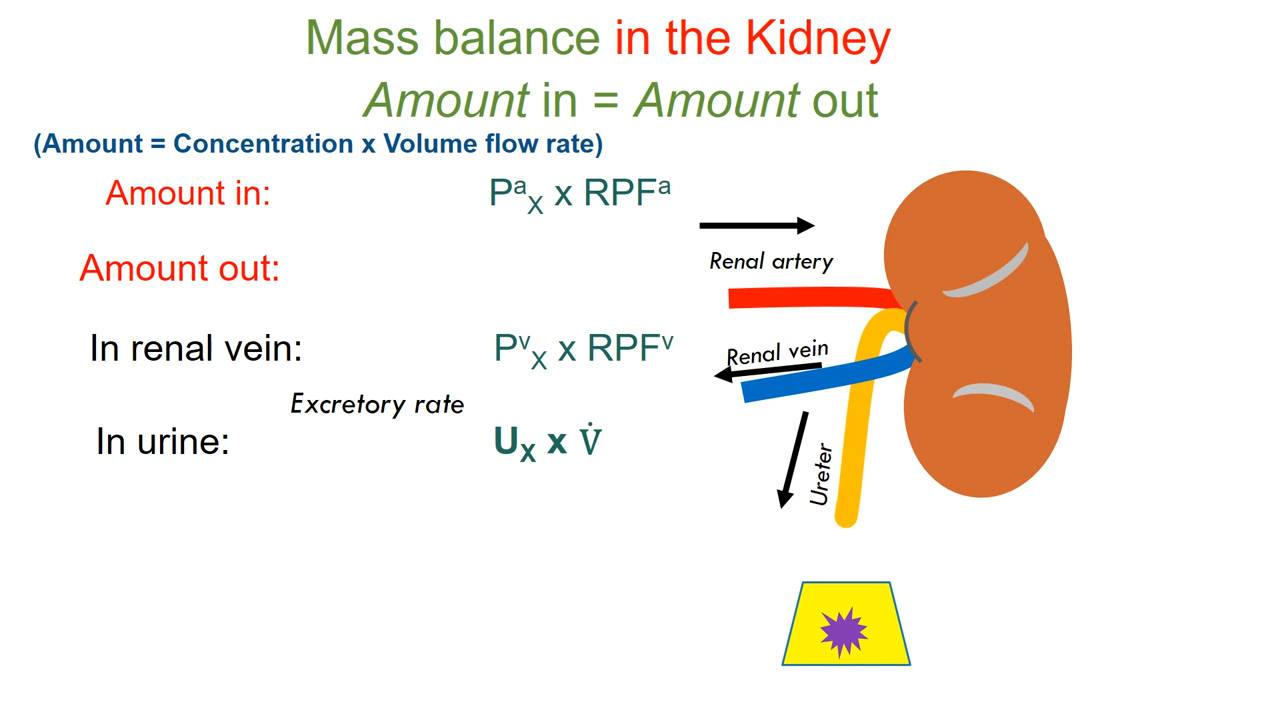 Mass balance in the Kidney
Amount in = Amount out
(Amount = Concentration x Volume flow rate)
Amount in: Pᵃₓ x RPFᵃ
Renal artery
Amount out:
In renal vein: Pᵛₓ x RPFᵛ
Renal vein
Excretory rate
In urine: Uₓ x V̇
Ureter